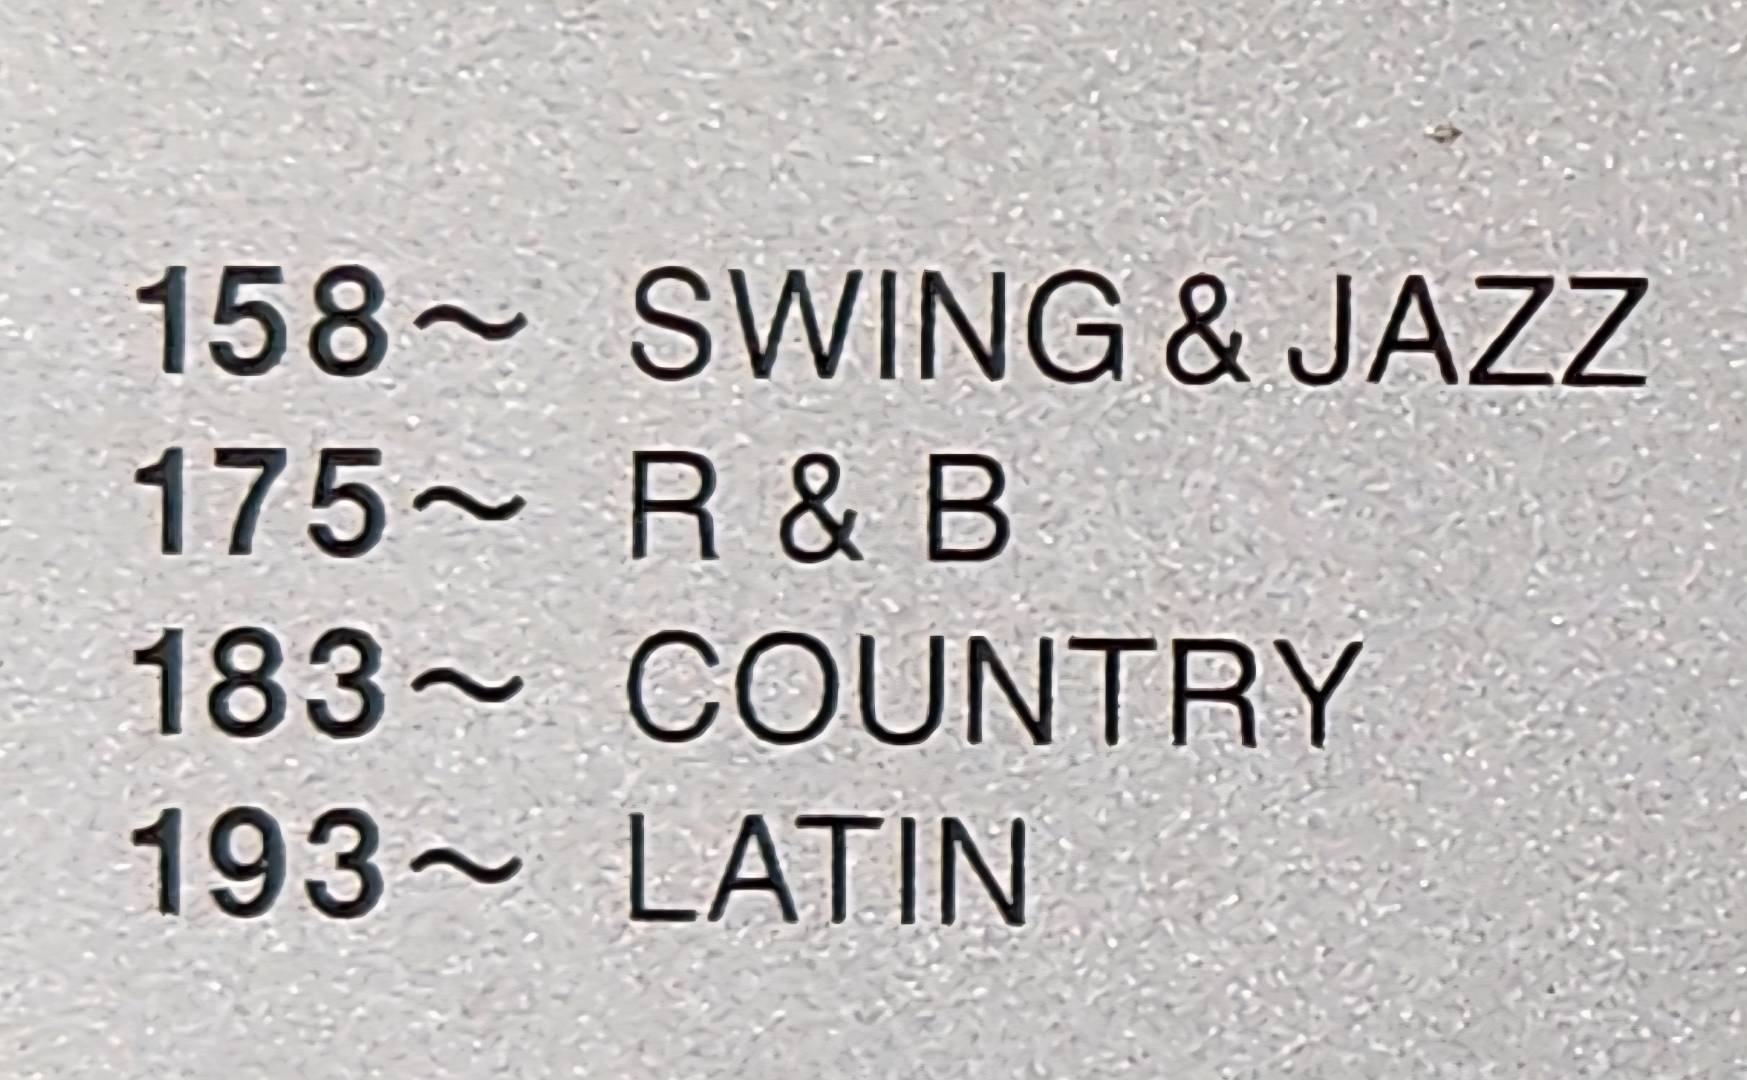 158~ SWING & JAZZ
175~ R & B
183~ COUNTRY
193~ LATIN